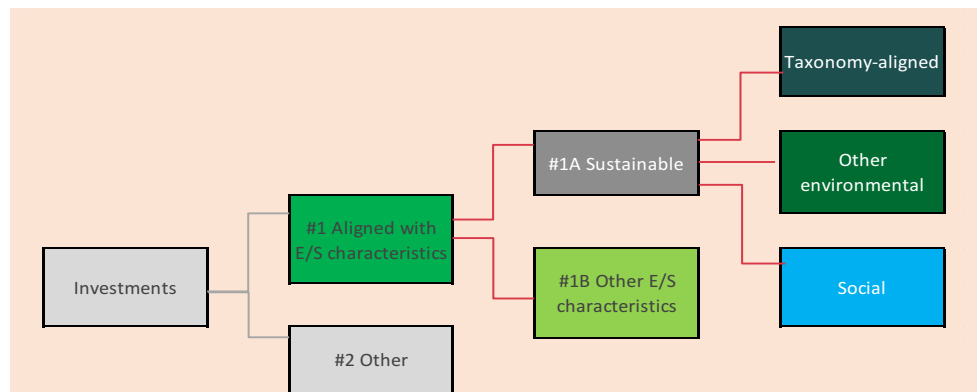 Taxonomy-aligned
#1A Sustainable
Other
environmental
#1 Aligned with
E/S characteristics
Investments
#1B Other E/S
characteristics
Social
#2 Other